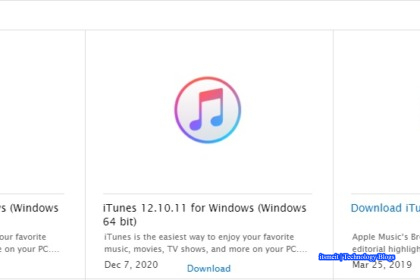 ws (Windows
your favorite
re on your PC....
iTunes 12.10.11 for Windows (Windows
64 bit)
iTunes is the easiest way to enjoy your favorite
music, movies, TV shows, and more on your PC....
Dec 7, 2020
Download
Download iTu
Apple Music's Br
editorial highlig
Mar 25, 2019
itsmeit Technology Blogs